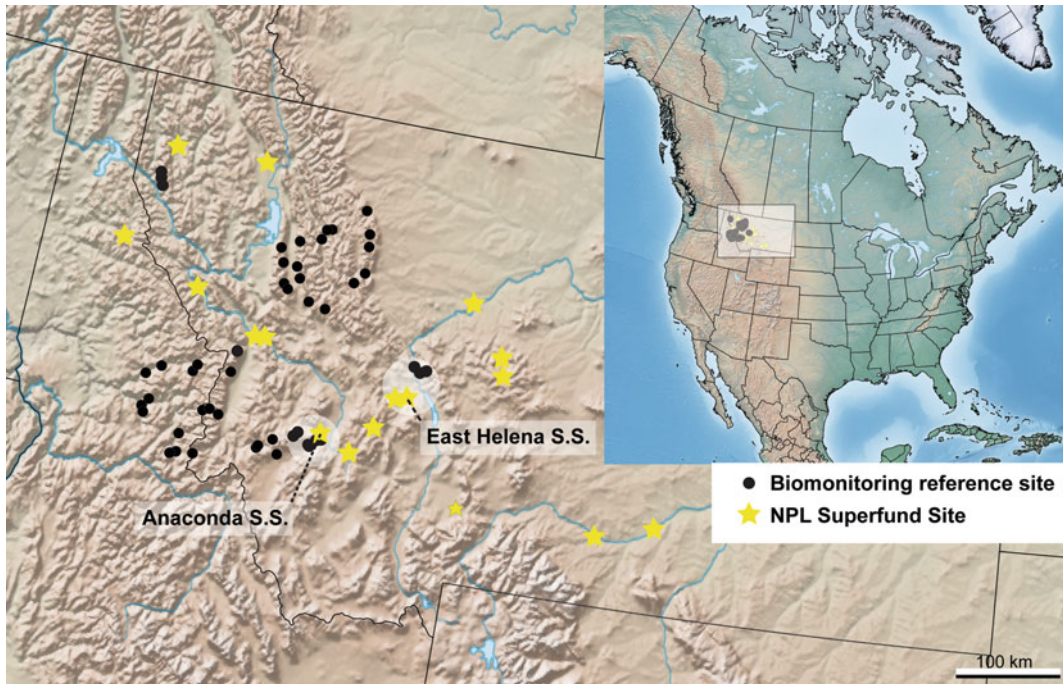 East Helena S.S.
Anaconda S.S.
Biomonitoring reference site
NPL Superfund Site
100 km